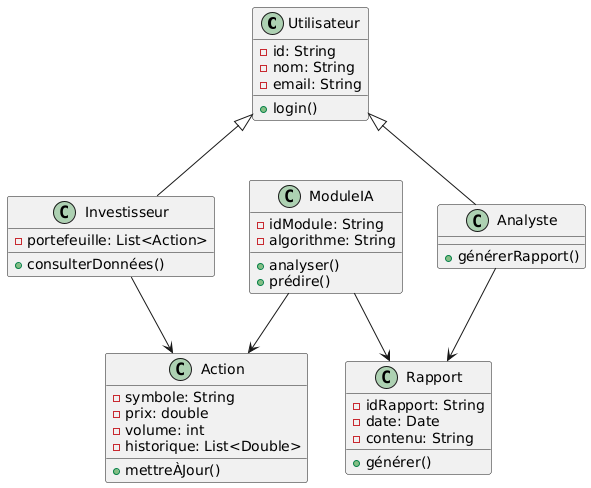 C Utilisateur
id: String
nom: String
email: String
login()
C Investisseur
portefeuille: List<Action>
consulterDonnées()
C ModuleIA
idModule: String
algorithme: String
analyser()
prédire()
C Analyste
générerRapport()
C Action
symbole: String
prix: double
volume: int
historique: List<Double>
mettreÀJour()
C Rapport
idRapport: String
date: Date
contenu: String
générer()